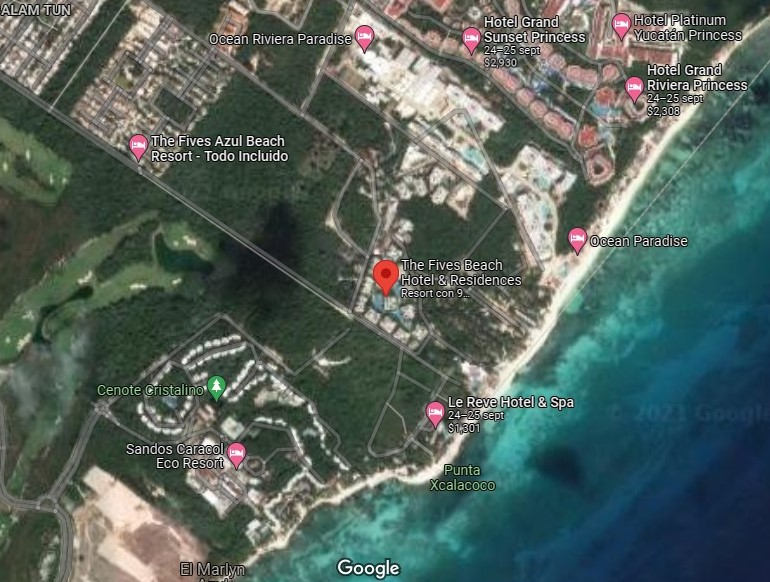 ALAM TUN
Ocean Riviera Paradise
Hotel Grand
Sunset Princess
24–25 sept
$2,930
Hotel Platinum
Yucatán Princess
Hotel Grand
Riviera Princess
24–25 sept
$2,308
The Fives Azul Beach
Resort - Todo Incluido
Ocean Paradise
The Fives Beach
Hotel & Residences
Resort con 9...
Cenote Cristalino
Le Reve Hotel & Spa
24–25 sept
$1,301
© 2021 Google
Sandos Caracol
Eco Resort
Punta
Xcalacoco
El Marlyn
Google